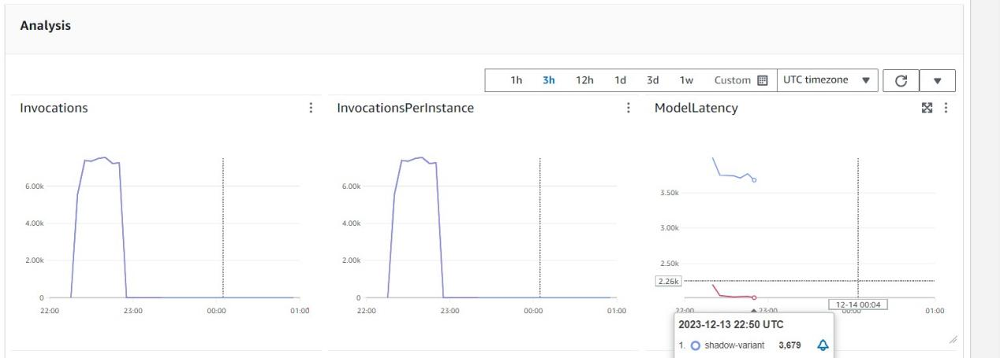 Analysis
1h 3h 12h 1d 3d 1w Custom UTC timezone
Invocations InvocationsPerInstance ModelLatency
6.00k
4.00k
2.00k
0
22:00 23:00 00:00 01:00
6.00k
4.00k
2.00k
0
22:00 23:00 00:00 01:00
3.50k
3.00k
2.50k
2.26k
22:00 23:00 00:00 01:00
12-14 00:04
2023-12-13 22:50 UTC
1. shadow-variant 3,679